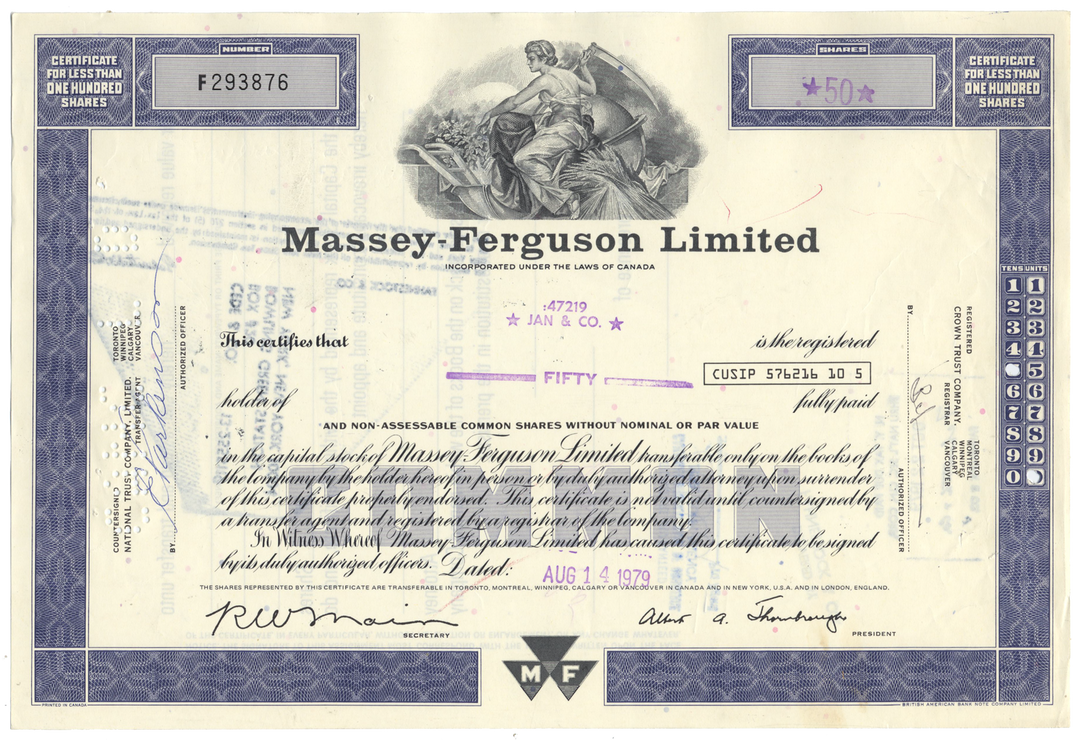 CERTIFICATE
FOR LESS THAN
ONE HUNDRED
SHARES
NUMBER
F293876
SHARES
★50★
CERTIFICATE
FOR LESS THAN
ONE HUNDRED
SHARES
Massey-Ferguson Limited
INCORPORATED UNDER THE LAWS OF CANADA
:47219
★ JAN & CO. ★
This certifies that
is the registered
FIFTY
CUSIP 576216 10 5
holder of
fully paid
AND NON-ASSESSABLE COMMON SHARES WITHOUT NOMINAL OR PAR VALUE
COMMON
in the capital stock of Massey-Ferguson Limited transferable only on the books of
the Company by the holder hereof in person or by duly authorized attorney upon surrender
of this certificate properly endorsed. This certificate is not valid until countersigned by
a transfer agent and registered by a registrar of the Company.
In Witness Whereof Massey-Ferguson Limited has caused this certificate to be signed
by its duly authorized officers. Dated:
AUG 14 1979
THE SHARES REPRESENTED BY THIS CERTIFICATE ARE TRANSFERABLE IN TORONTO, MONTREAL, WINNIPEG, CALGARY OR VANCOUVER IN CANADA AND IN NEW YORK, U.S.A. AND IN LONDON, ENGLAND.
R W Main
SECRETARY
Albert A. Thornbrough
PRESIDENT
M F
PRINTED IN CANADA
BRITISH AMERICAN BANK NOTE COMPANY LIMITED
COUNTERSIGNED
NATIONAL TRUST COMPANY, LIMITED.
TORONTO
WINNIPEG
CALGARY
VANCOUVER
TRANSFER AGENT
BY
AUTHORIZED OFFICER
REGISTERED
CROWN TRUST COMPANY,
REGISTRAR
TORONTO
MONTREAL
WINNIPEG
CALGARY
VANCOUVER
BY
AUTHORIZED OFFICER
TENS UNITS
1 1
2 2
3 3
4 4
5
6 6
7 7
8 8
9 9
0